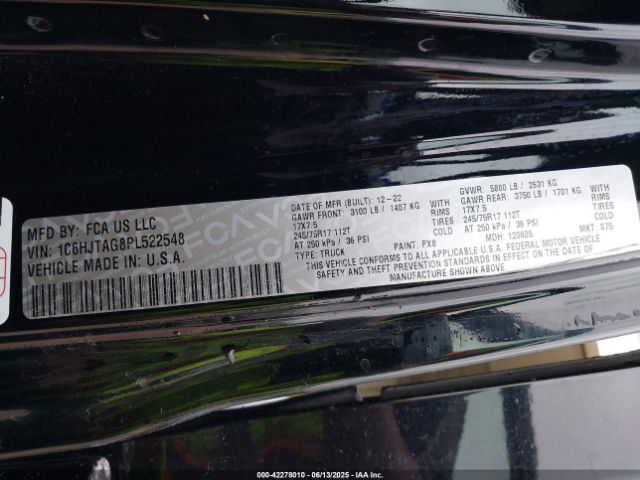 MFD BY: FCA US LLC
VIN: 1C6HJTAG8PL522548
VEHICLE MADE IN: U.S.A.
DATE OF MFR (BUILT): 12-22
GAWR FRONT: 3100 LB / 1407 KG WITH
17X7.5 RIMS
245/75R17 112T TIRES
AT 250 kPa / 36 PSI COLD
TYPE: TRUCK PAINT: PX8
GVWR: 5800 LB / 2631 KG
GAWR REAR: 3750 LB / 1701 KG WITH
17X7.5 RIMS
245/75R17 112T TIRES
AT 250 kPa / 36 PSI COLD
MDH: 120605 MKT: 875
THIS VEHICLE CONFORMS TO ALL APPLICABLE U.S.A. FEDERAL MOTOR VEHICLE
SAFETY AND THEFT PREVENTION STANDARDS IN EFFECT ON THE DATE OF
MANUFACTURE SHOWN ABOVE.
000-42278010 - 06/13/2025 - IAAI.COM